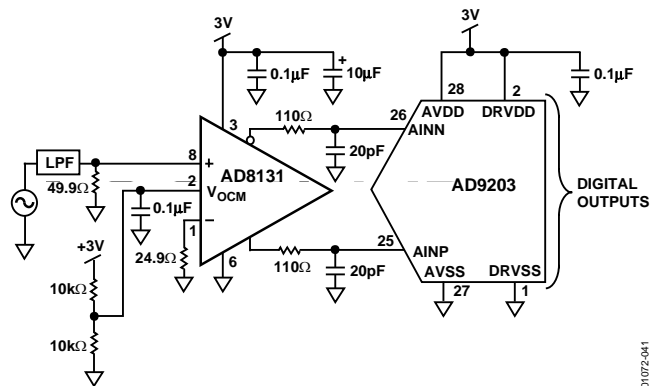 3V
3V
0.1µF
+
10µF
0.1µF
28
2
AVDD
DRVDD
110Ω
26
AINN
3
20pF
LPF
8
+
AD8131
AD9203
DIGITAL
OUTPUTS
49.9Ω
2
VOCM
0.1µF
1
–
25
AINP
110Ω
+3V
24.9Ω
6
20pF
AVSS
DRVSS
27
1
10kΩ
10kΩ
01072-041